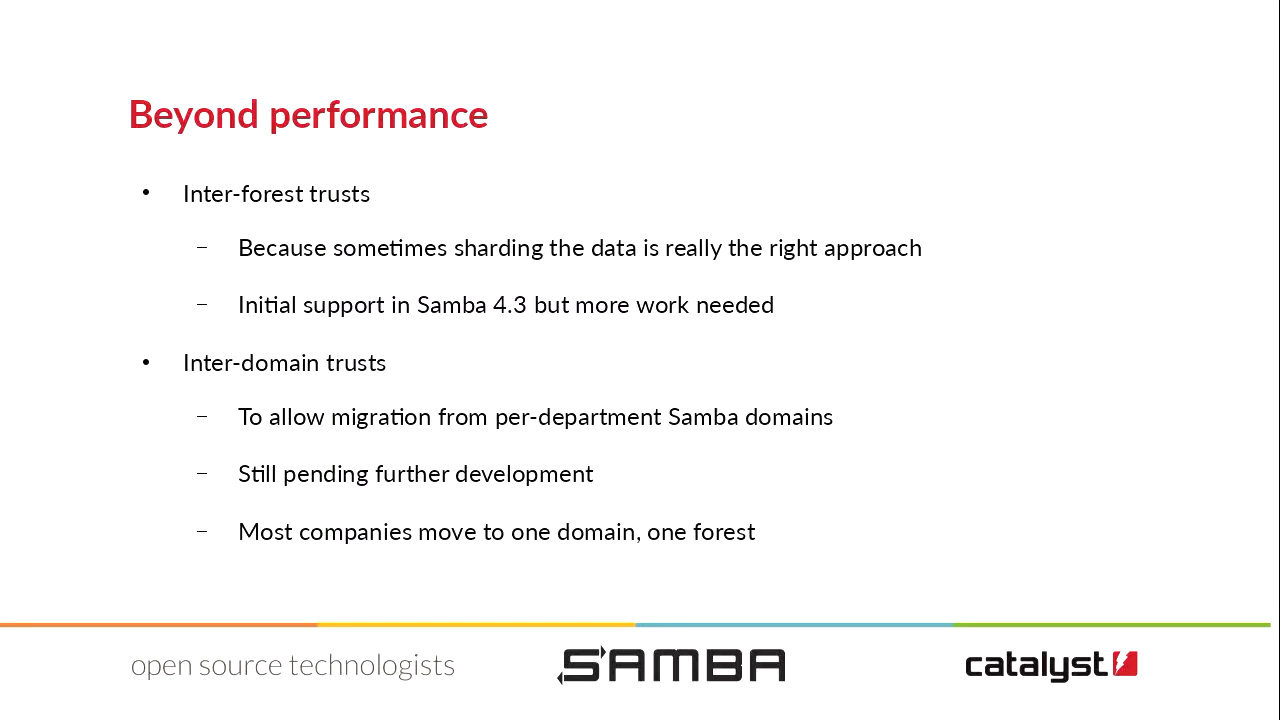 Beyond performance
• Inter-forest trusts
– Because sometimes sharding the data is really the right approach
– Initial support in Samba 4.3 but more work needed
• Inter-domain trusts
– To allow migration from per-department Samba domains
– Still pending further development
– Most companies move to one domain, one forest
open source technologists
SAMBA
catalyst